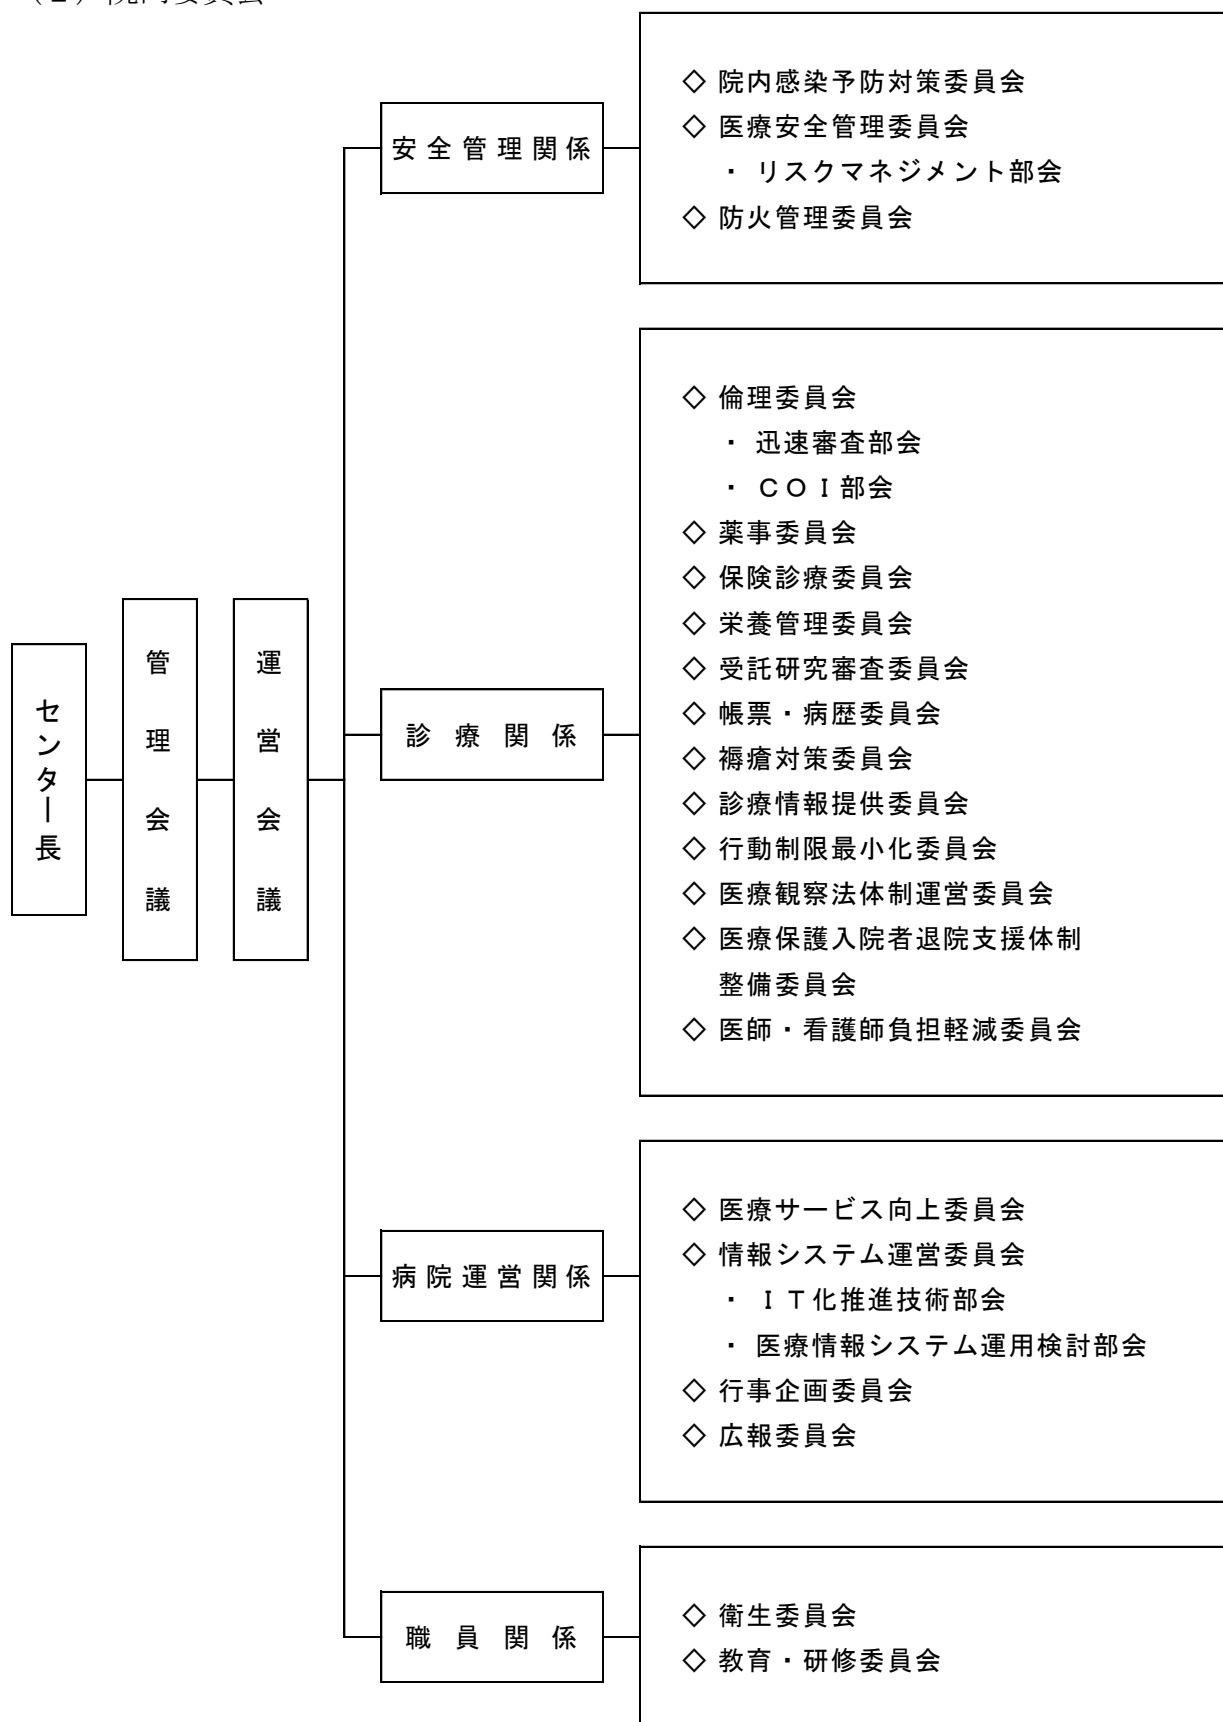 センター長
管理会議
運営会議
安全管理関係
◇ 院内感染予防対策委員会
◇ 医療安全管理委員会
・ リスクマネジメント部会
◇ 防火管理委員会
診療関係
◇ 倫理委員会
・ 迅速審査部会
・ ＣＯＩ部会
◇ 薬事委員会
◇ 保険診療委員会
◇ 栄養管理委員会
◇ 受託研究審査委員会
◇ 帳票・病歴委員会
◇ 褥瘡対策委員会
◇ 診療情報提供委員会
◇ 行動制限最小化委員会
◇ 医療観察法体制運営委員会
◇ 医療保護入院者退院支援体制
整備委員会
◇ 医師・看護師負担軽減委員会
病院運営関係
◇ 医療サービス向上委員会
◇ 情報システム運営委員会
・ ＩＴ化推進技術部会
・ 医療情報システム運用検討部会
◇ 行事企画委員会
◇ 広報委員会
職員関係
◇ 衛生委員会
◇ 教育・研修委員会